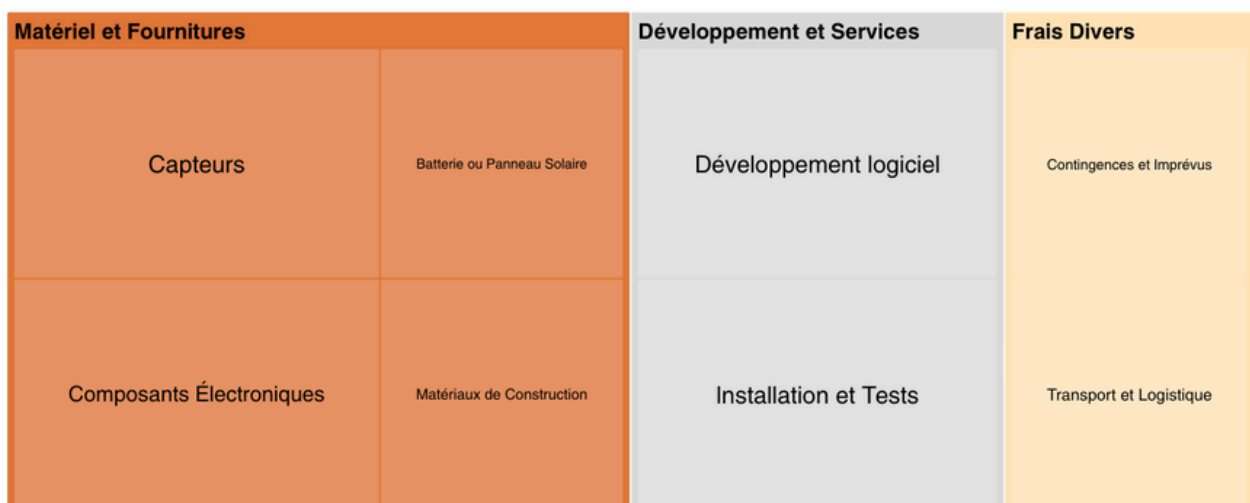 Matériel et Fournitures
Capteurs
Batterie ou Panneau Solaire
Composants Électroniques
Matériaux de Construction
Développement et Services
Développement logiciel
Installation et Tests
Frais Divers
Contingences et Imprévus
Transport et Logistique